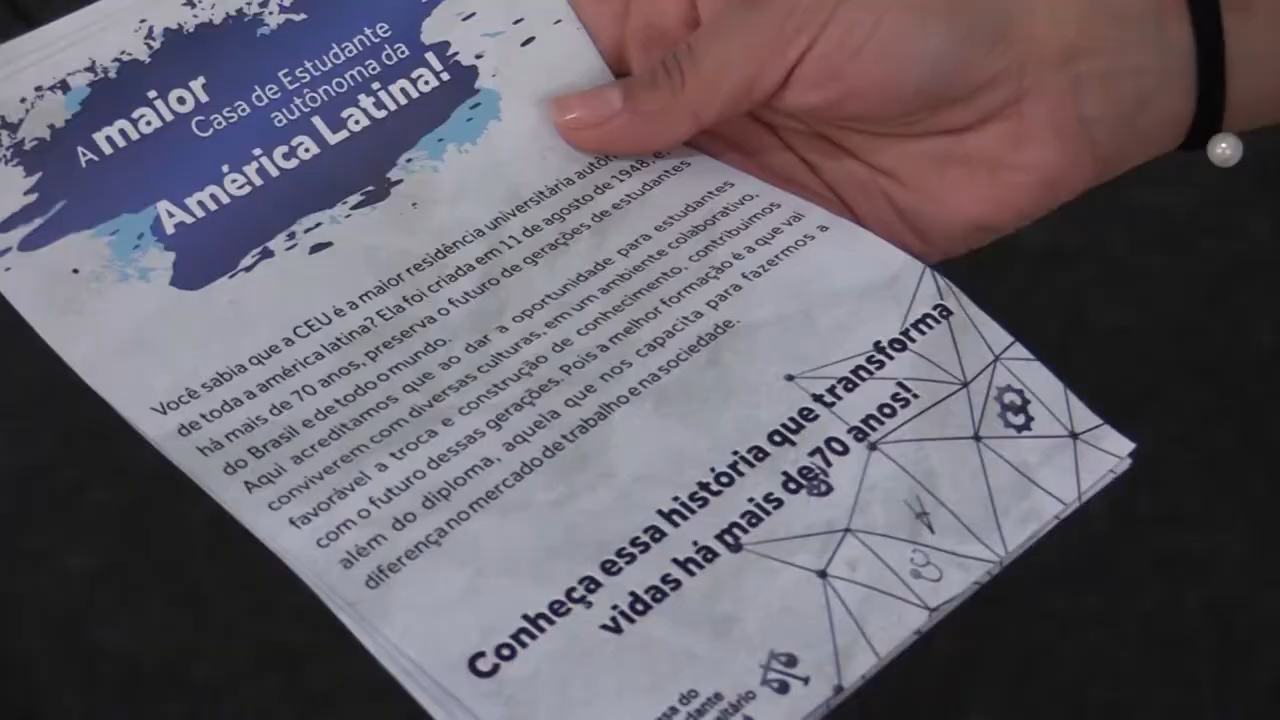 A maior
Casa de Estudante
autônoma da
América Latina!
Você sabia que a CEU é a maior residência universitária
de toda a américa latina? Ela foi criada em 11 de agosto de 1948, e,
há mais de 70 anos, preserva o futuro de gerações de estudantes
do Brasil e de todo o mundo.
Aqui acreditamos que ao dar a oportunidade para estudantes
conviverem com diversas culturas, em um ambiente colaborativo,
favorável a troca e construção de conhecimento, contribuimos
com o futuro dessas gerações. Pois a melhor formação é a que vai
além do diploma, aquela que nos capacita para fazermos a
diferença no mercado de trabalho e na sociedade.
Conheça essa história que transforma
vidas há mais de 70 anos!
do